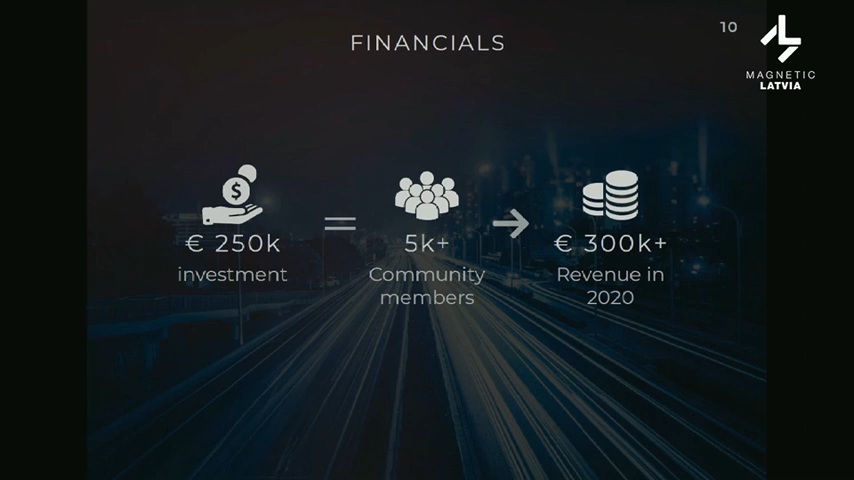 FINANCIALS
10
MAGNETIC
LATVIA
$
=
€ 250k
investment
5k+
Community
members
€ 300k+
Revenue in
2020